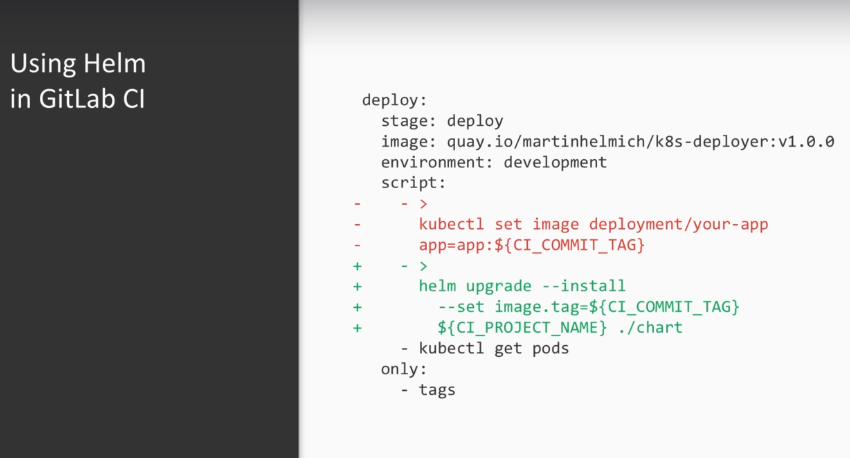 Using Helm
in GitLab CI
deploy:
  stage: deploy
  image: quay.io/martinhelmich/k8s-deployer:v1.0.0
  environment: development
  script:
-    - >
-      kubectl set image deployment/your-app
-      app=app:${CI_COMMIT_TAG}
+    - >
+      helm upgrade --install
+        --set image.tag=${CI_COMMIT_TAG}
+        ${CI_PROJECT_NAME} ./chart
    - kubectl get pods
  only:
    - tags